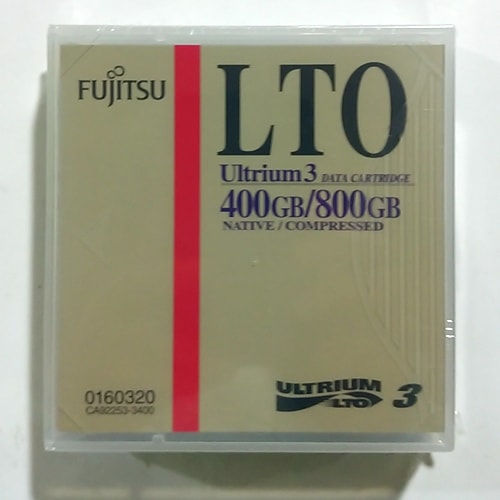 FUJITSU
LTO
Ultrium 3 DATA CARTRIDGE
400GB/800GB
NATIVE / COMPRESSED
0160320
CA92253-3400
ULTRIUM
LTO 3